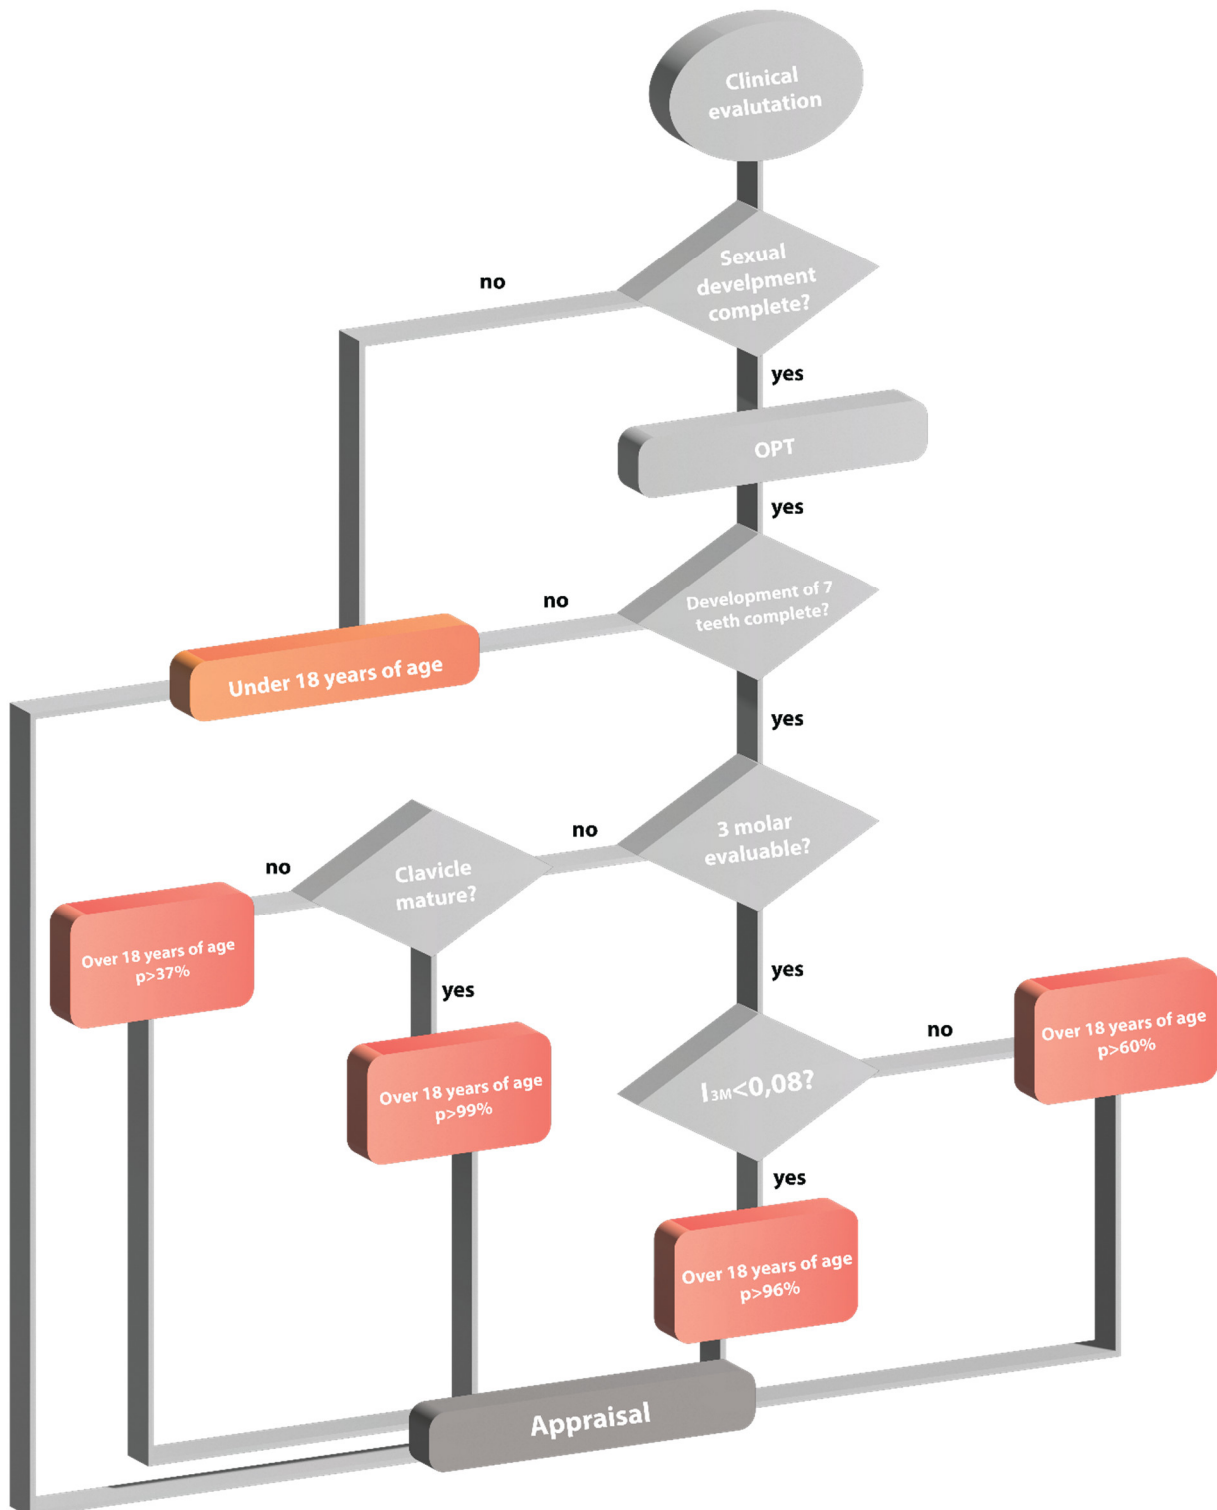 Clinical
evalutation
Sexual
develpment
complete?
no
yes
OPT
yes
Development of 7
teeth complete?
no
Under 18 years of age
yes
3 molar
evaluable?
no
Clavicle
mature?
no
Over 18 years of age
p>37%
yes
Over 18 years of age
p>99%
yes
I3M<0,08?
no
Over 18 years of age
p>60%
yes
Over 18 years of age
p>96%
Appraisal